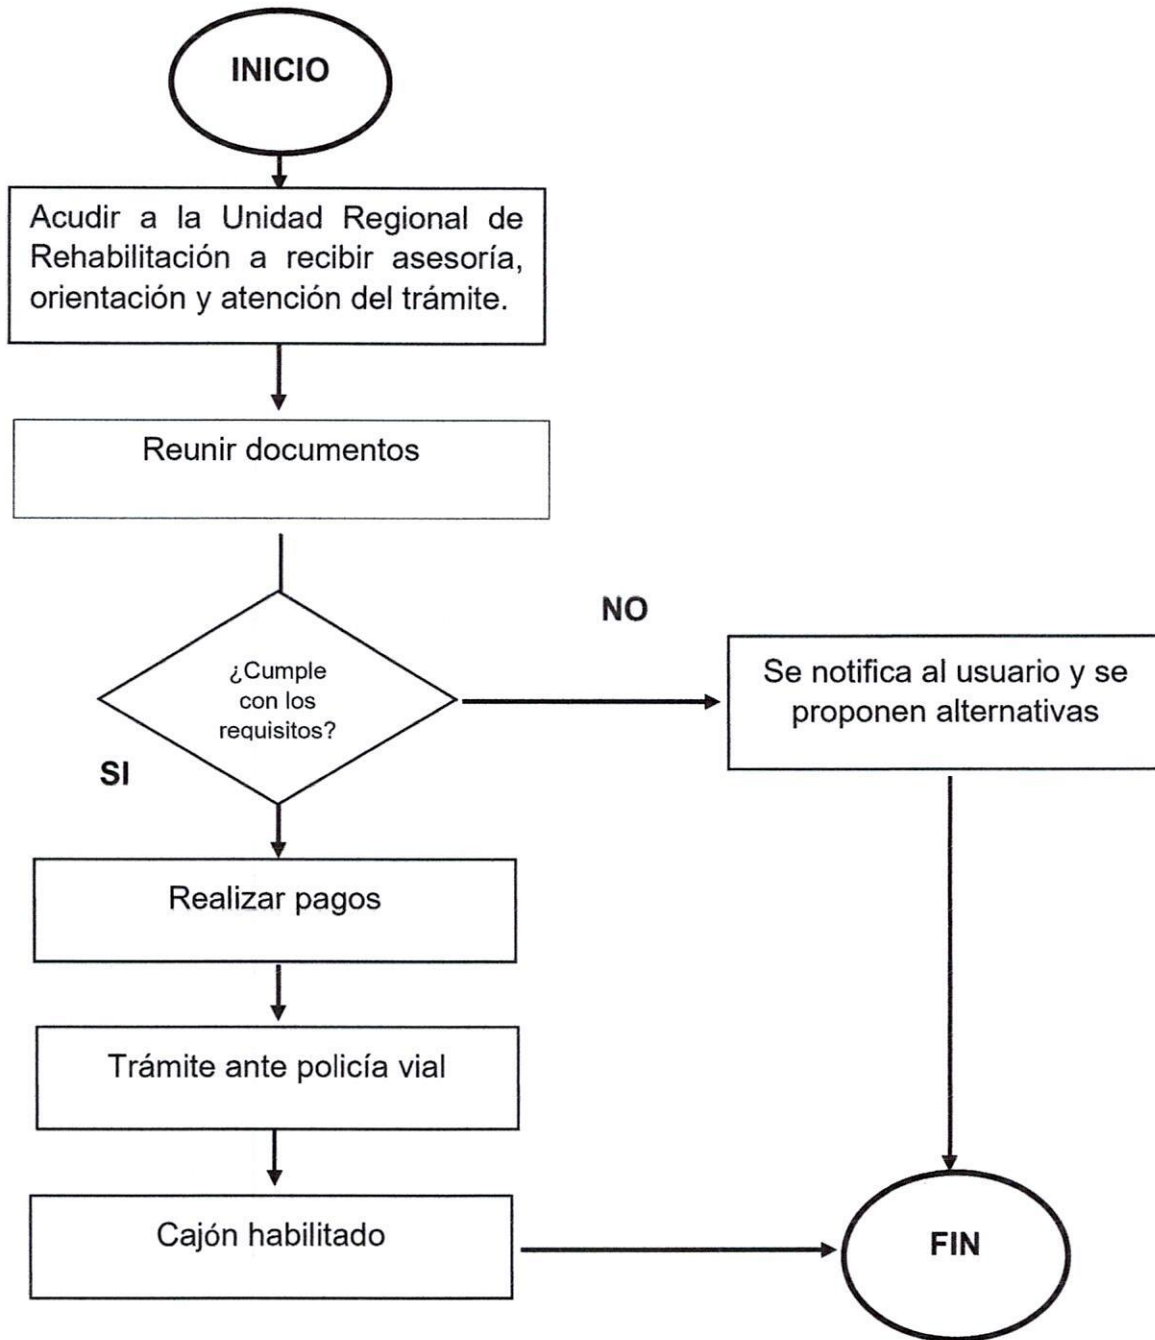 INICIO
Acudir a la Unidad Regional de
Rehabilitación a recibir asesoría,
orientación y atención del trámite.
Reunir documentos
¿Cumple
con los
requisitos?
NO
Se notifica al usuario y se
proponen alternativas
SI
Realizar pagos
Trámite ante policía vial
Cajón habilitado
FIN